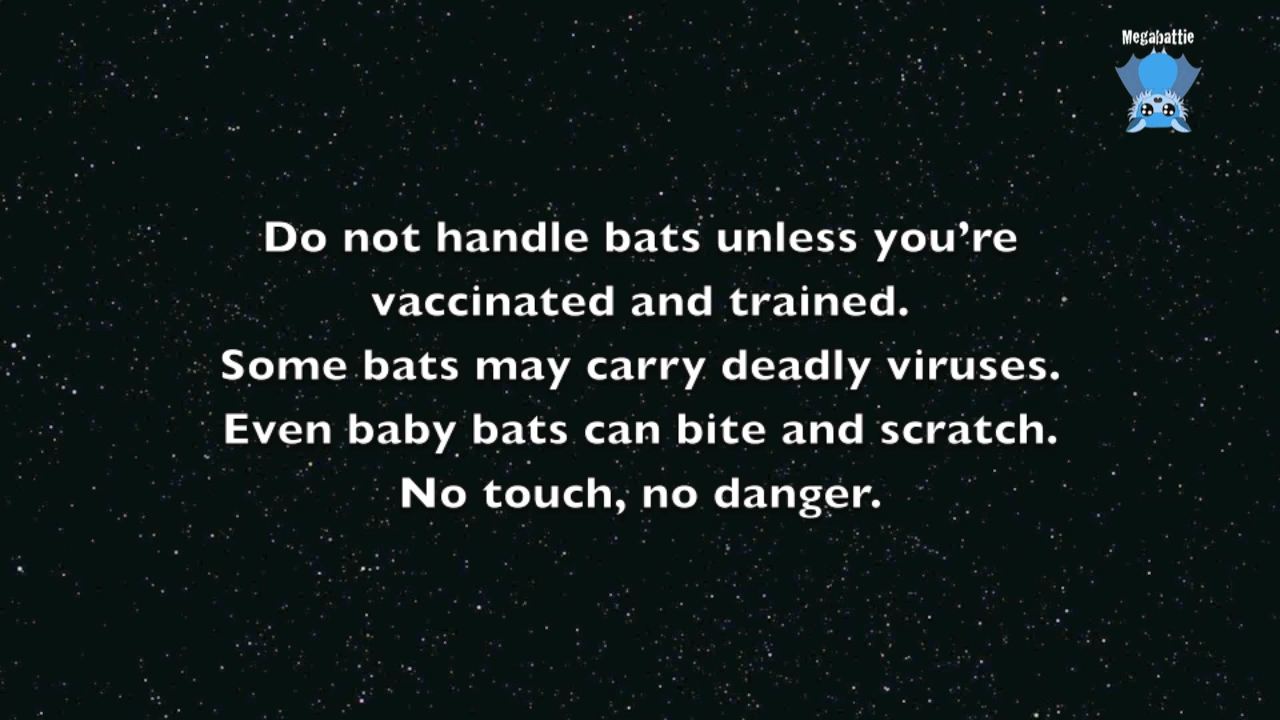 Megabattie
Do not handle bats unless you’re
vaccinated and trained.
Some bats may carry deadly viruses.
Even baby bats can bite and scratch.
No touch, no danger.